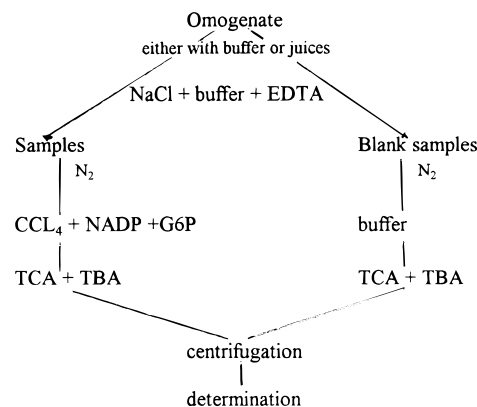 Omogenate
either with buffer or juices
NaCl + buffer + EDTA
Samples
Blank samples
N₂
N₂
CCL₄ + NADP +G6P
buffer
TCA + TBA
TCA + TBA
centrifugation
determination